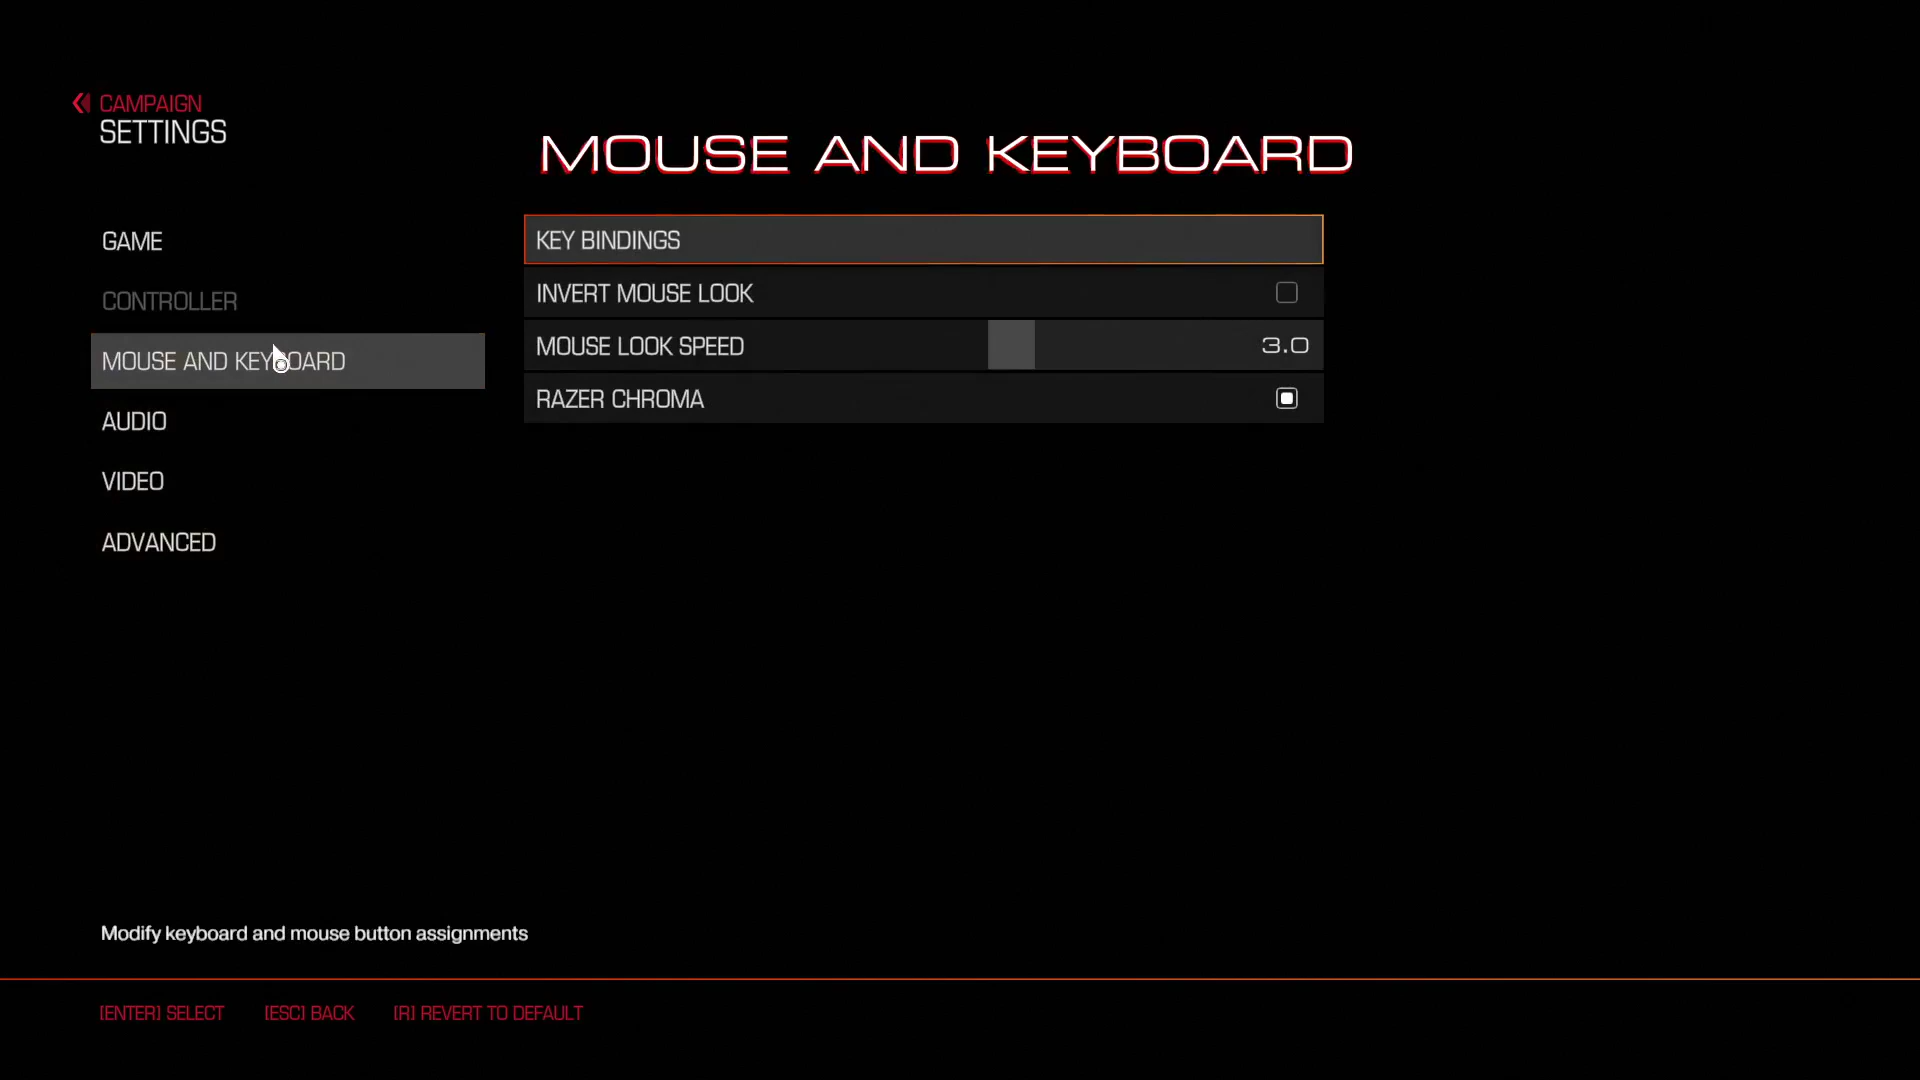 CAMPAIGN
SETTINGS
MOUSE AND KEYBOARD
GAME
CONTROLLER
MOUSE AND KEYBOARD
AUDIO
VIDEO
ADVANCED
KEY BINDINGS
INVERT MOUSE LOOK
MOUSE LOOK SPEED 3.0
RAZER CHROMA
Modify keyboard and mouse button assignments
[ENTER] SELECT [ESC] BACK [R] REVERT TO DEFAULT